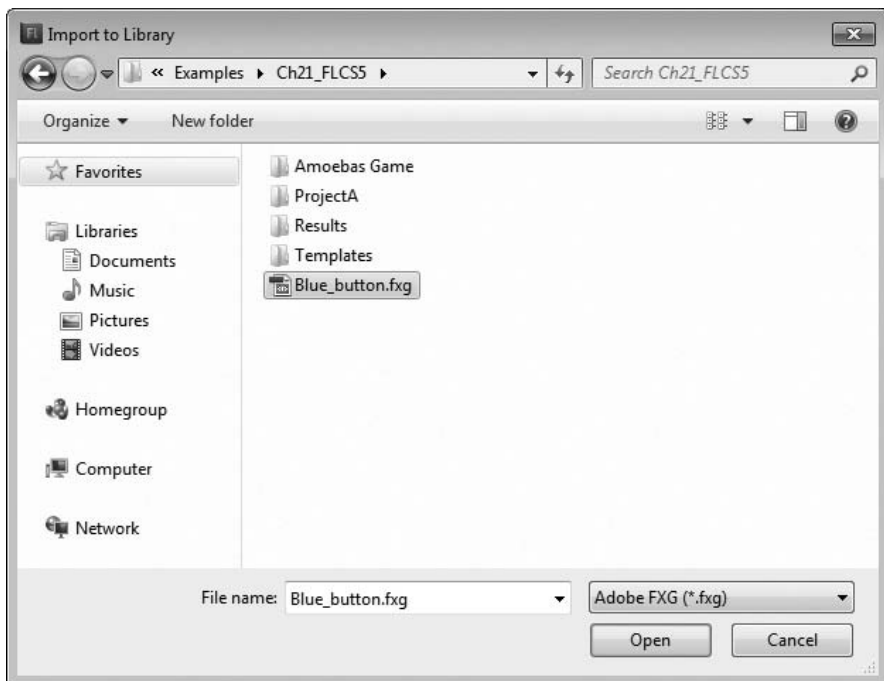 FL Import to Library
« Examples Ch21_FLCS5 Search Ch21_FLCS5
Organize New folder
Favorites
Libraries
Documents
Music
Pictures
Videos
Homegroup
Computer
Network
Amoebas Game
ProjectA
Results
Templates
Blue_button.fxg
File name: Blue_button.fxg Adobe FXG (*.fxg)
Open Cancel